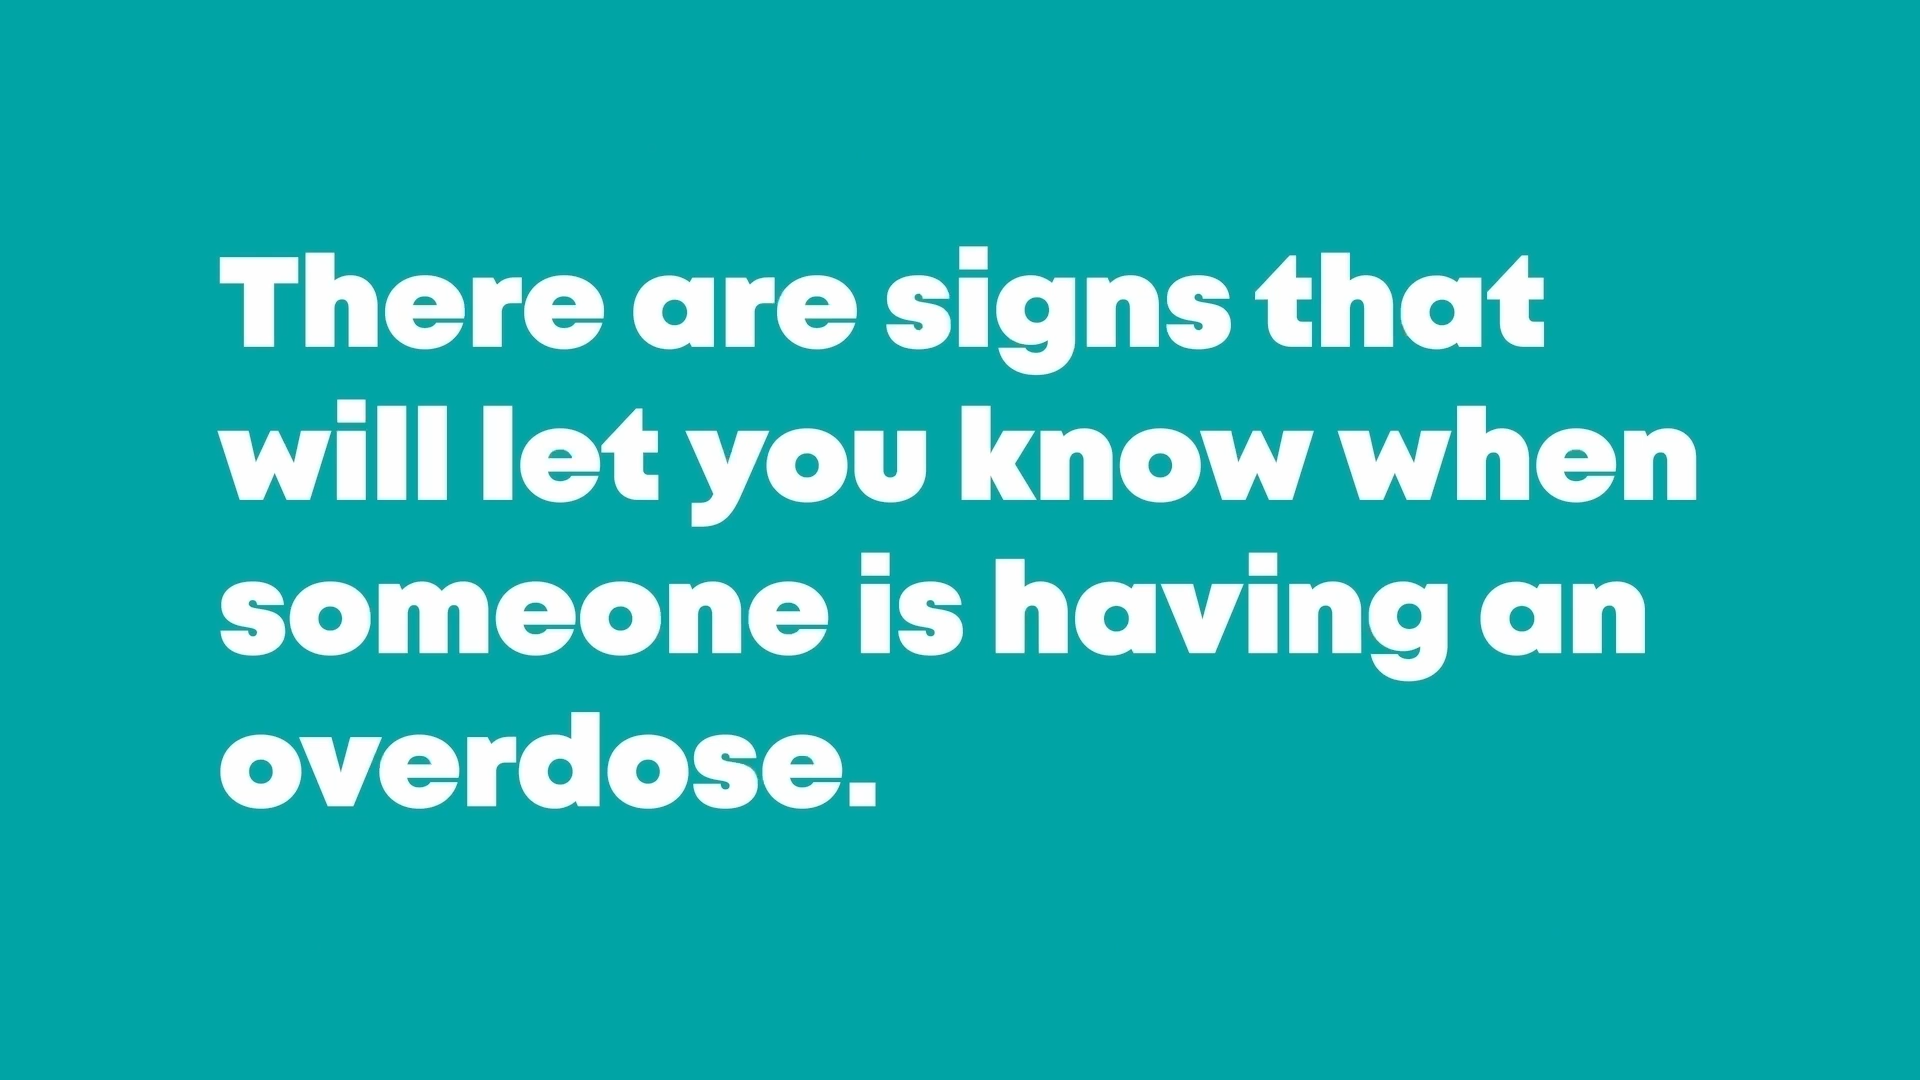 There are signs that
will let you know when
someone is having an
overdose.